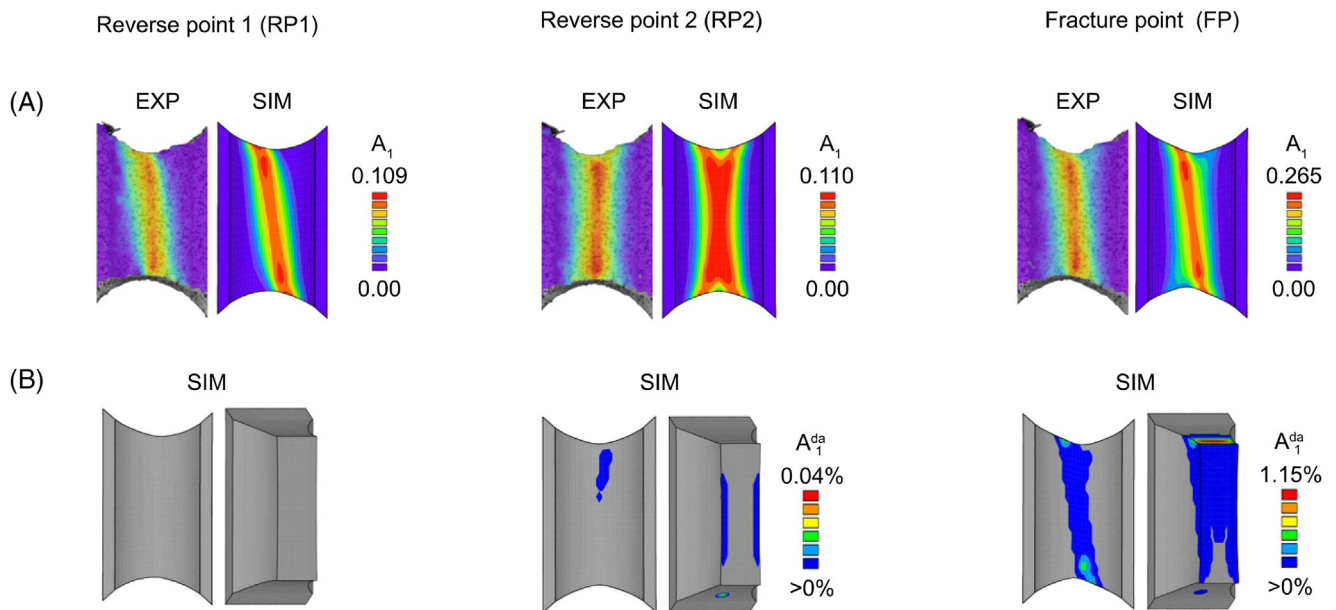 Reverse point 1 (RP1)
Reverse point 2 (RP2)
Fracture point (FP)
(A)
EXP
SIM
A1
0.109
0.00
EXP
SIM
A1
0.110
0.00
EXP
SIM
A1
0.265
0.00
(B)
SIM
SIM
A1da
0.04%
>0%
SIM
A1da
1.15%
>0%